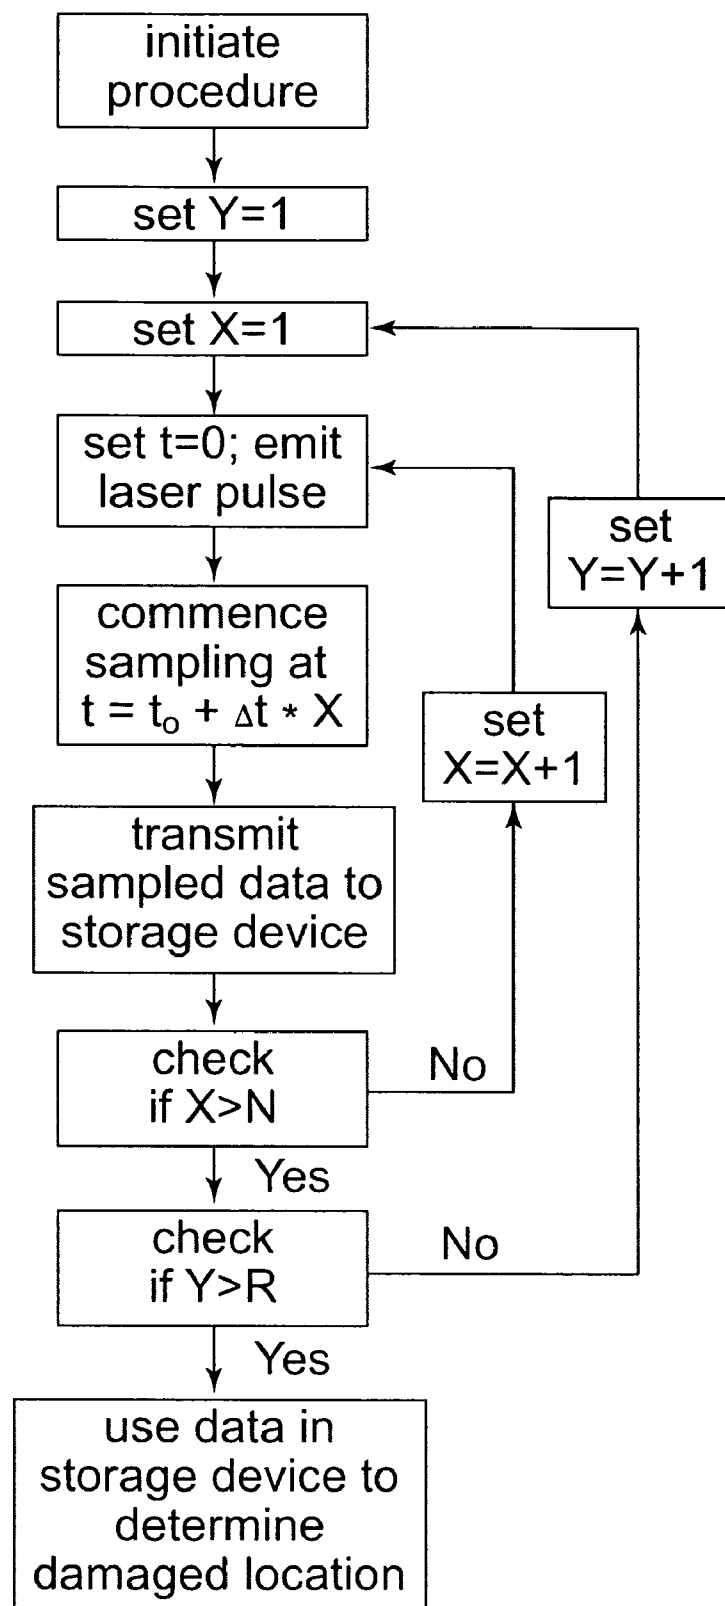 initiate
procedure
set Y=1
set X=1
set t=0; emit
laser pulse
set
Y=Y+1
commence
sampling at
t = to + Δt * X
set
X=X+1
transmit
sampled data to
storage device
check
if X>N
No
Yes
check
if Y>R
No
Yes
use data in
storage device to
determine
damaged location